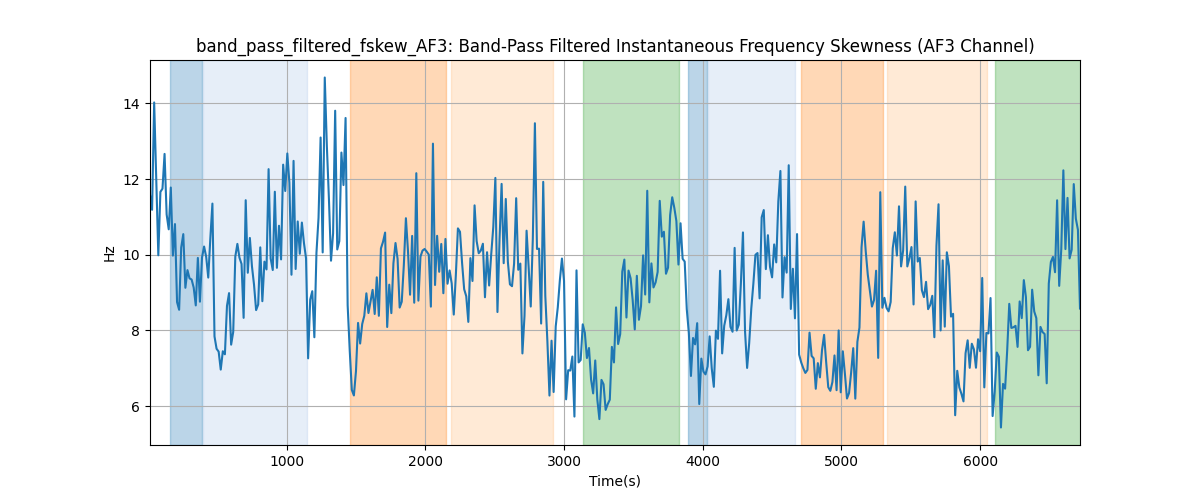 band_pass_filtered_fskew_AF3: Band-Pass Filtered Instantaneous Frequency Skewness (AF3 Channel)
14
12
10
8
6
Hz
1000 2000 3000 4000 5000 6000
Time(s)